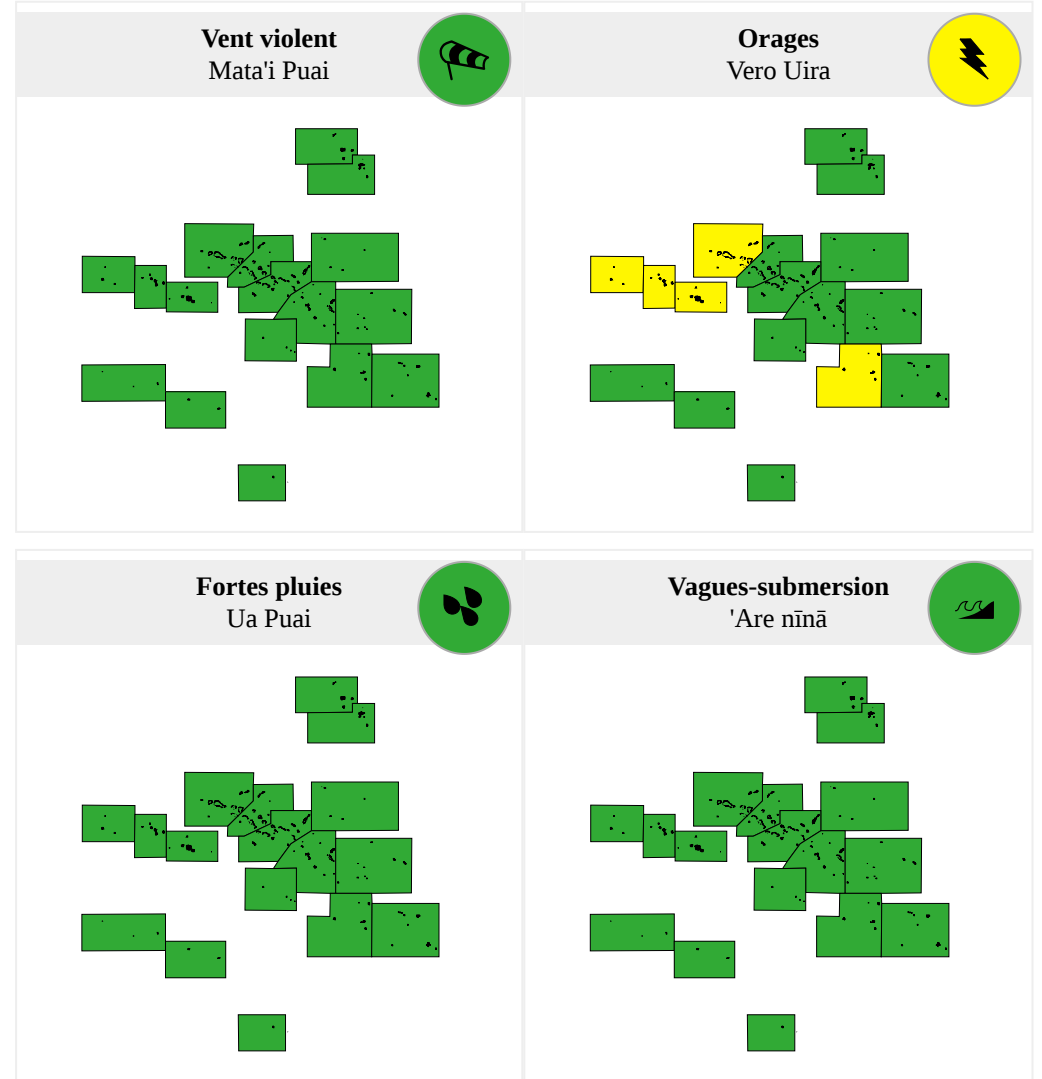 Vent violent
Mata'i Puai
Orages
Vero Uira
Fortes pluies
Ua Puai
Vagues-submersion
'Are nīnā